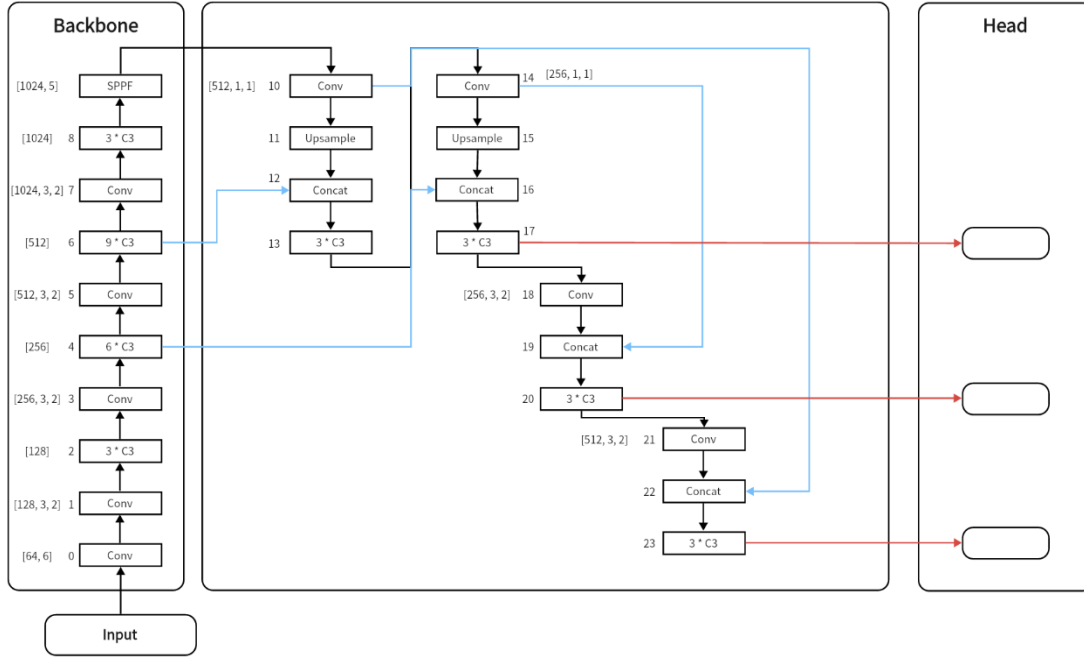 Backbone
Head
[1024, 5] SPPF
[1024] 8 3 * C3
[1024, 3, 2] 7 Conv
[512] 6 9 * C3
[512, 3, 2] 5 Conv
[256] 4 6 * C3
[256, 3, 2] 3 Conv
[128] 2 3 * C3
[128, 3, 2] 1 Conv
[64, 6] 0 Conv
Input
[512, 1, 1] 10 Conv
11 Upsample
12 Concat
13 3 * C3
Conv 14 [256, 1, 1]
Upsample 15
Concat 16
3 * C3 17
[256, 3, 2] 18 Conv
19 Concat
20 3 * C3
[512, 3, 2] 21 Conv
22 Concat
23 3 * C3